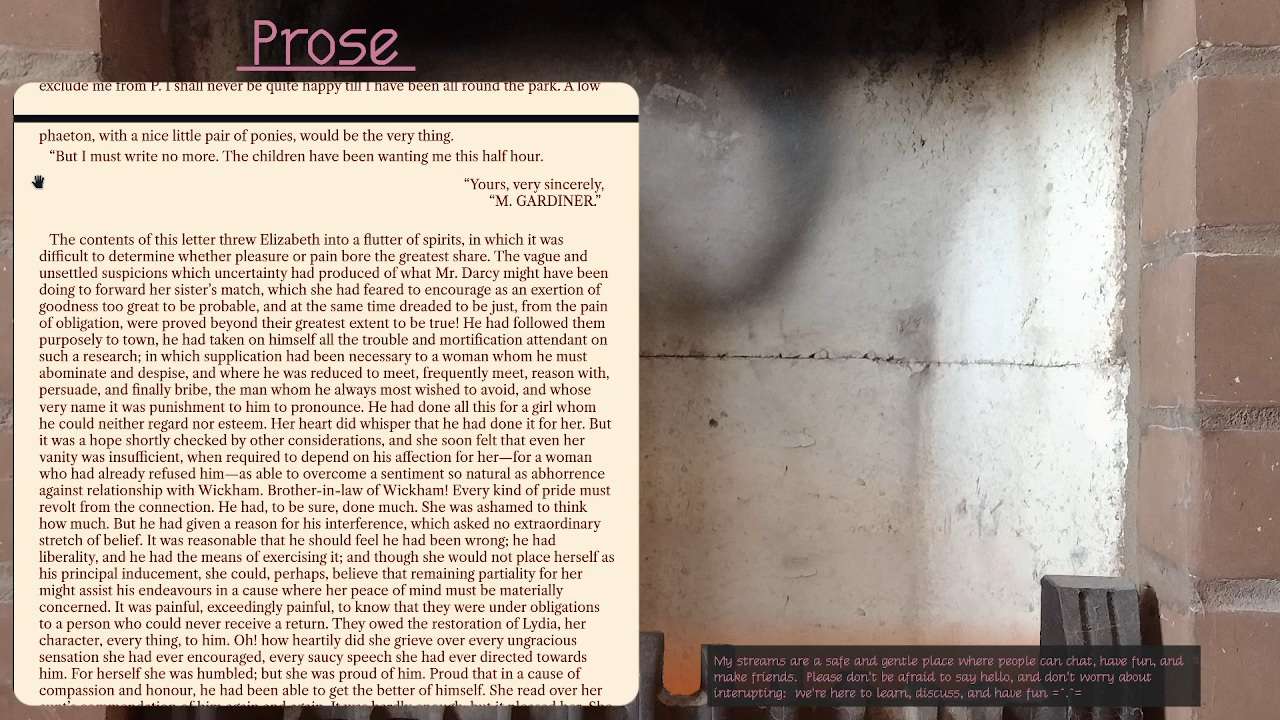 Prose
exclude me from P. I shall never be quite happy till I have been all round the park. A low
phaeton, with a nice little pair of ponies, would be the very thing.
“But I must write no more. The children have been wanting me this half hour.
“Yours, very sincerely,
“M. GARDINER.”
The contents of this letter threw Elizabeth into a flutter of spirits, in which it was
difficult to determine whether pleasure or pain bore the greatest share. The vague and
unsettled suspicions which uncertainty had produced of what Mr. Darcy might have been
doing to forward her sister’s match, which she had feared to encourage as an exertion of
goodness too great to be probable, and at the same time dreaded to be just, from the pain
of obligation, were proved beyond their greatest extent to be true! He had followed them
purposely to town, he had taken on himself all the trouble and mortification attendant on
such a research; in which supplication had been necessary to a woman whom he must
abominate and despise, and where he was reduced to meet, frequently meet, reason with,
persuade, and finally bribe, the man whom he always most wished to avoid, and whose
very name it was punishment to him to pronounce. He had done all this for a girl whom
he could neither regard nor esteem. Her heart did whisper that he had done it for her. But
it was a hope shortly checked by other considerations, and she soon felt that even her
vanity was insufficient, when required to depend on his affection for her—for a woman
who had already refused him—as able to overcome a sentiment so natural as abhorrence
against relationship with Wickham. Brother-in-law of Wickham! Every kind of pride must
revolt from the connection. He had, to be sure, done much. She was ashamed to think
how much. But he had given a reason for his interference, which asked no extraordinary
stretch of belief. It was reasonable that he should feel he had been wrong; he had
liberality, and he had the means of exercising it; and though she would not place herself as
his principal inducement, she could, perhaps, believe that remaining partiality for her
might assist his endeavours in a cause where her peace of mind must be materially
concerned. It was painful, exceedingly painful, to know that they were under obligations
to a person who could never receive a return. They owed the restoration of Lydia, her
character, every thing, to him. Oh! how heartily did she grieve over every ungracious
sensation she had ever encouraged, every saucy speech she had ever directed towards
him. For herself she was humbled; but she was proud of him. Proud that in a cause of
compassion and honour, he had been able to get the better of himself. She read over her
My streams are a safe and gentle place where people can chat, have fun, and
make friends. Please don't be afraid to say hello, and don't worry about
interupting: we're here to learn, discuss, and have fun =^.^=